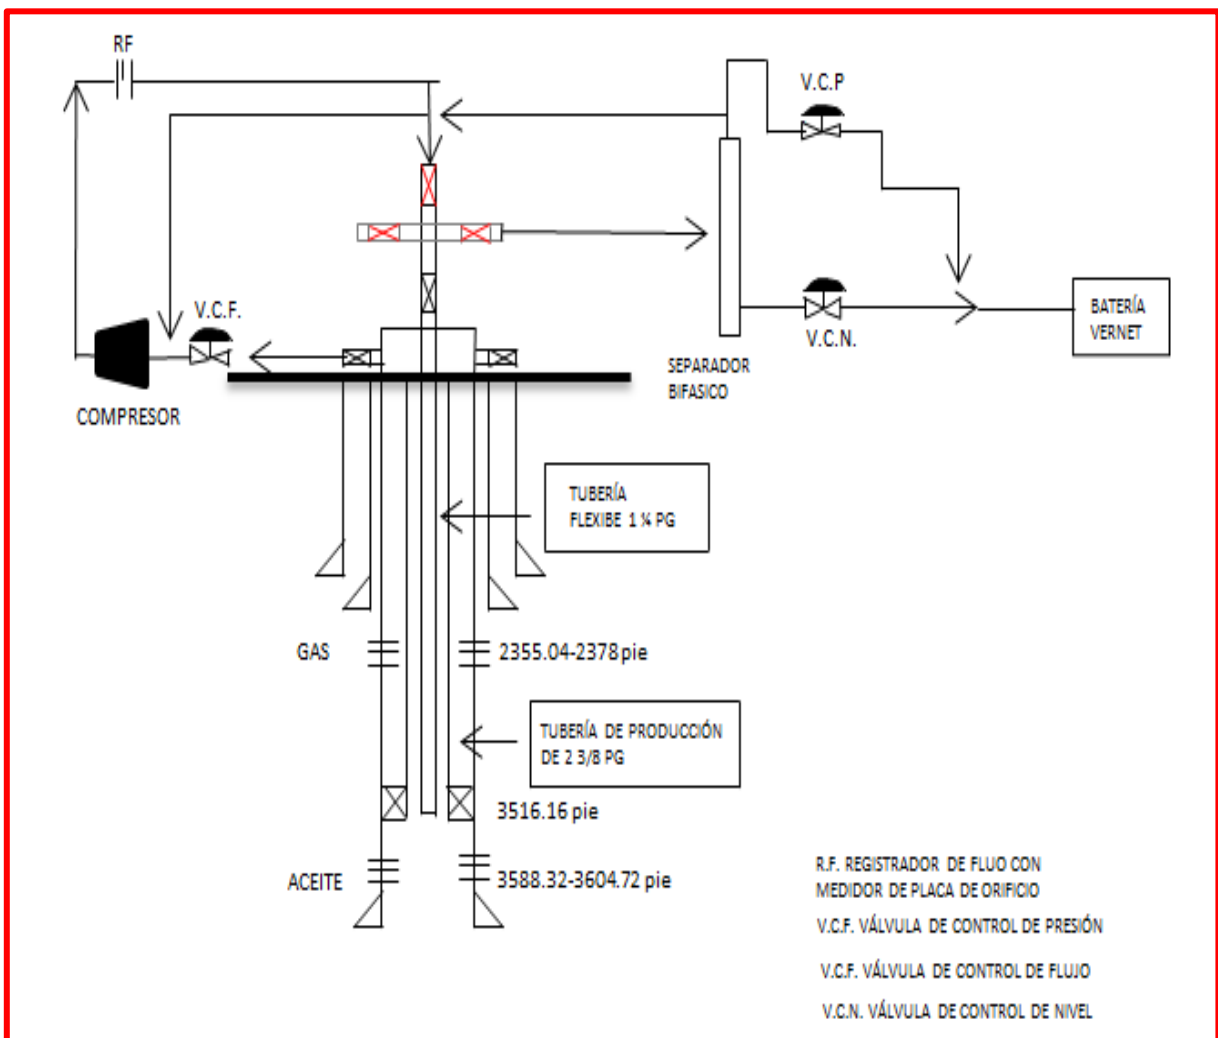 RF
V.C.P
V.C.F.
COMPRESOR
V.C.N.
BATERÍA
VERNET
SEPARADOR
BIFASICO
TUBERÍA
FLEXIBE 1 ¼ PG
GAS
2355.04-2378 pie
TUBERÍA DE PRODUCCIÓN
DE 2 3/8 PG
3516.16 pie
ACEITE
3588.32-3604.72 pie
R.F. REGISTRADOR DE FLUJO CON
MEDIDOR DE PLACA DE ORIFICIO
V.C.F. VÁLVULA DE CONTROL DE PRESIÓN
V.C.F. VÁLVULA DE CONTROL DE FLUJO
V.C.N. VÁLVULA DE CONTROL DE NIVEL